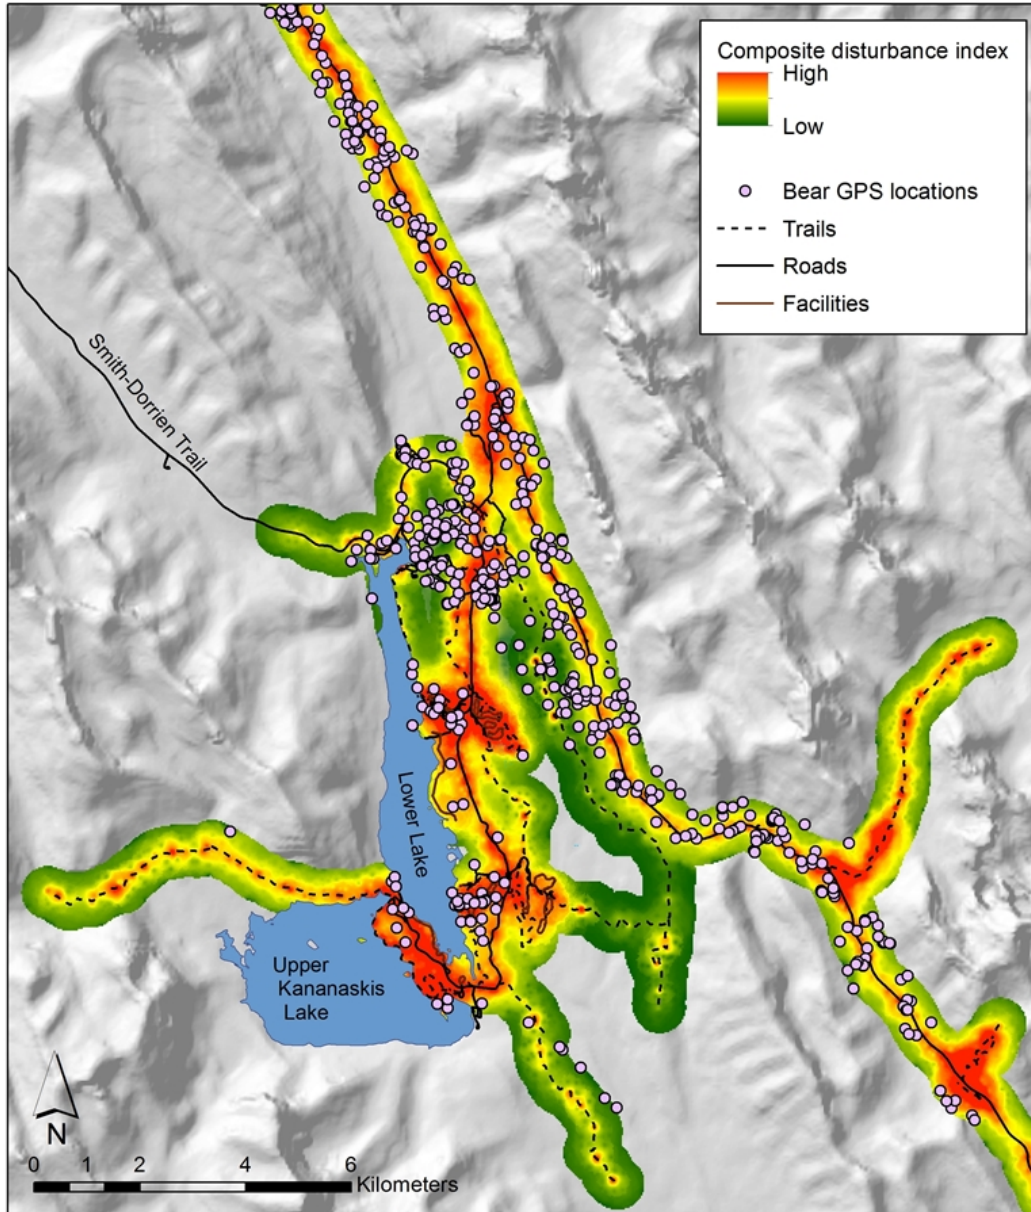 Composite disturbance index
High
Low
Bear GPS locations
Trails
Roads
Facilities
Smith-Dorrien Trail
Lower Lake
Upper
Kananaskis
Lake
N
0 1 2 4 6
Kilometers